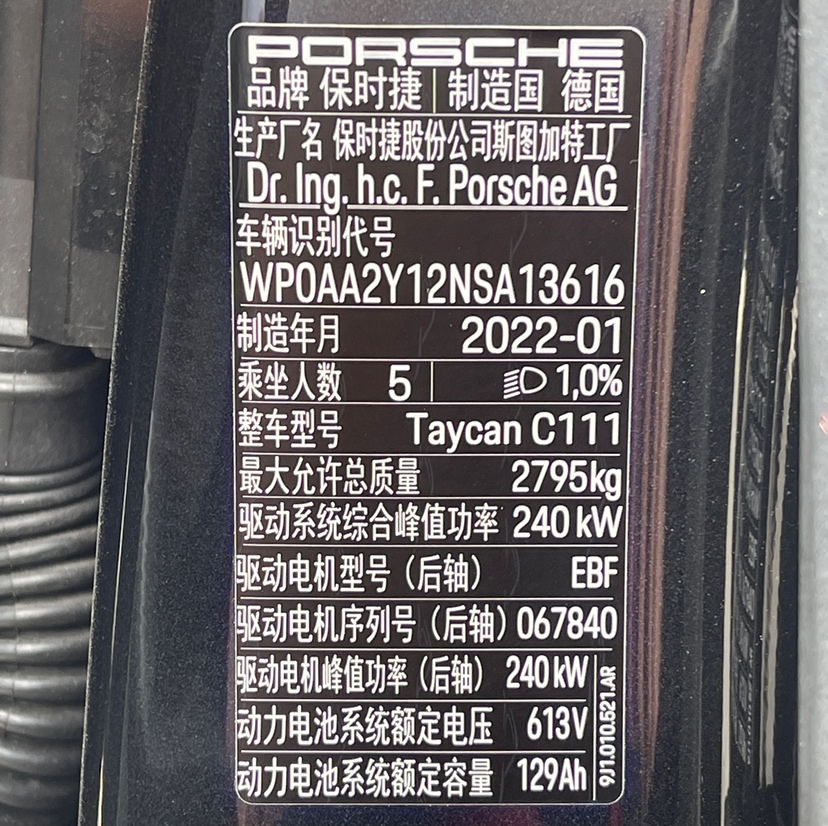 PORSCHE
品牌 保时捷 制造国 德国
生产厂名 保时捷股份公司斯图加特工厂
Dr. Ing. h.c. F. Porsche AG
车辆识别代号
WP0AA2Y12NSA13616
制造年月 2022-01
乘坐人数 5 1,0%
整车型号 Taycan C111
最大允许总质量 2795kg
驱动系统综合峰值功率 240 kW
驱动电机型号（后轴） EBF
驱动电机序列号（后轴）067840
驱动电机峰值功率（后轴） 240 kW
动力电池系统额定电压 613V
动力电池系统额定容量 129Ah
9J1.010.521.AR